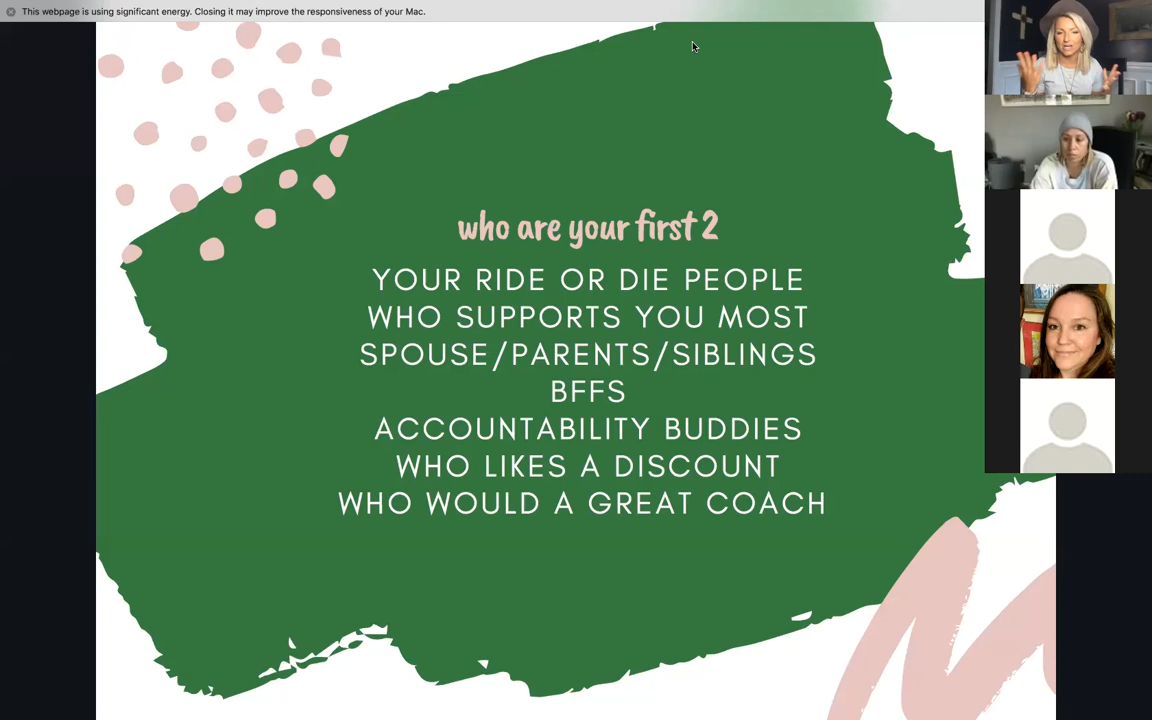 This webpage is using significant energy. Closing it may improve the responsiveness of your Mac.
who are your first 2
YOUR RIDE OR DIE PEOPLE
WHO SUPPORTS YOU MOST
SPOUSE/PARENTS/SIBLINGS
BFFS
ACCOUNTABILITY BUDDIES
WHO LIKES A DISCOUNT
WHO WOULD A GREAT COACH